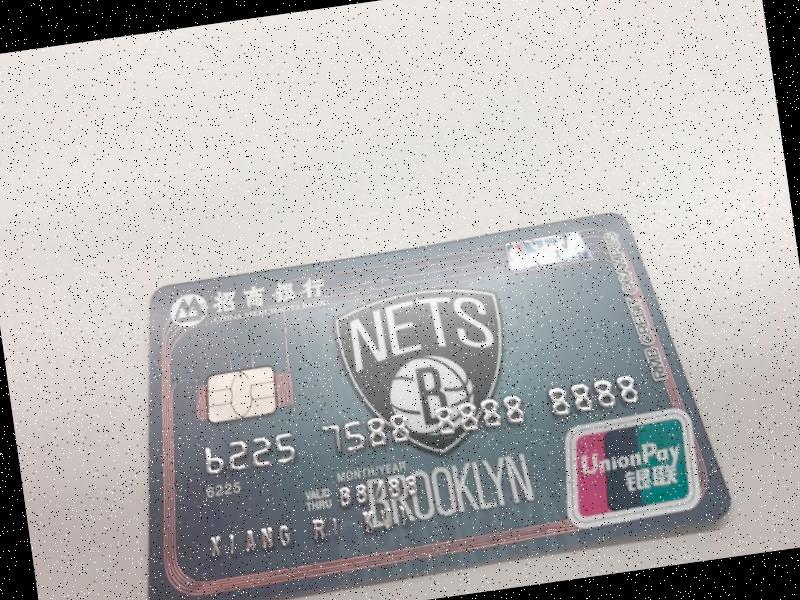 招商银行
NBA
NETS
B
6225 7588 8888 8888
6225
MONTH/YEAR
VALID THRU 88/88
BROOKLYN
UnionPay
银联